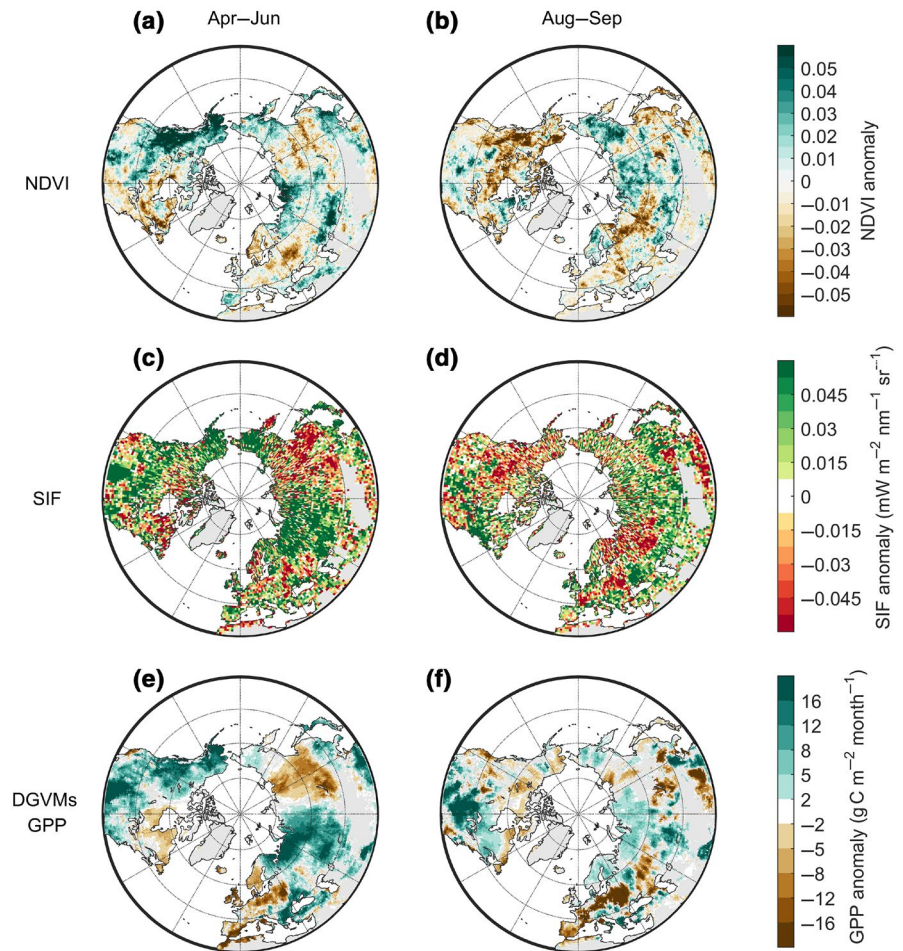 Apr–Jun
Aug–Sep
(a)
(b)
NDVI
0.05
0.04
0.03
0.02
0.01
0
–0.01
–0.02
–0.03
–0.04
–0.05
NDVI anomaly
(c)
(d)
SIF
0.045
0.03
0.015
0
–0.015
–0.03
–0.045
SIF anomaly (mW m⁻² nm⁻¹ sr⁻¹)
(e)
(f)
DGVMs
GPP
16
12
8
5
2
–2
–5
–8
–12
–16
GPP anomaly (g C m⁻² month⁻¹)